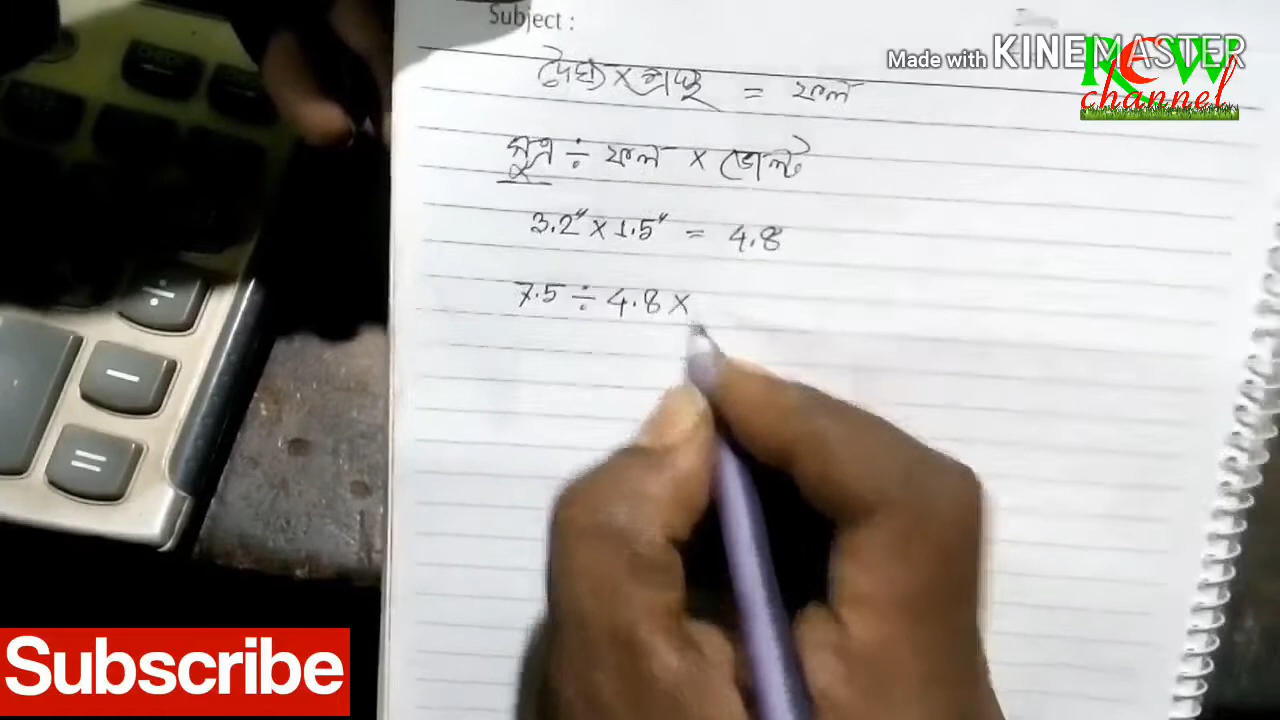 Subject :
Made with KINEMASTER
RCW
channel
দৈর্ঘ্য x প্রস্থ = ফল
সূত্র ÷ ফল x ভোল্ট
3.2" x 1.5" = 4.8
7.5 ÷ 4.8 x
÷
−
=
Subscribe